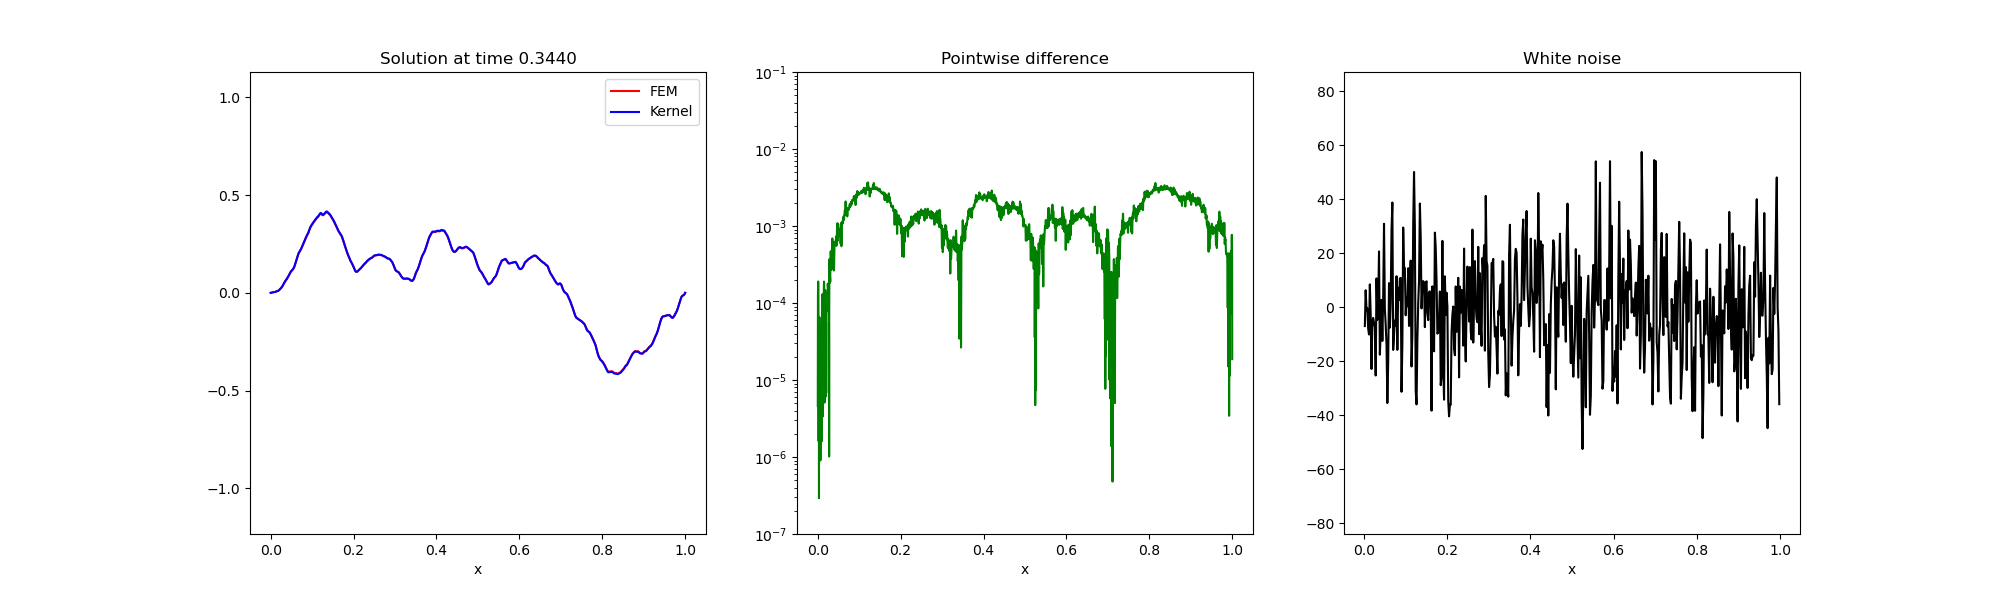 Solution at time 0.3440
1.0
0.5
0.0
−0.5
−1.0
0.0 0.2 0.4 0.6 0.8 1.0
x
FEM
Kernel
Pointwise difference
10⁻¹
10⁻²
10⁻³
10⁻⁴
10⁻⁵
10⁻⁶
10⁻⁷
0.0 0.2 0.4 0.6 0.8 1.0
x
White noise
80
60
40
20
0
−20
−40
−60
−80
0.0 0.2 0.4 0.6 0.8 1.0
x